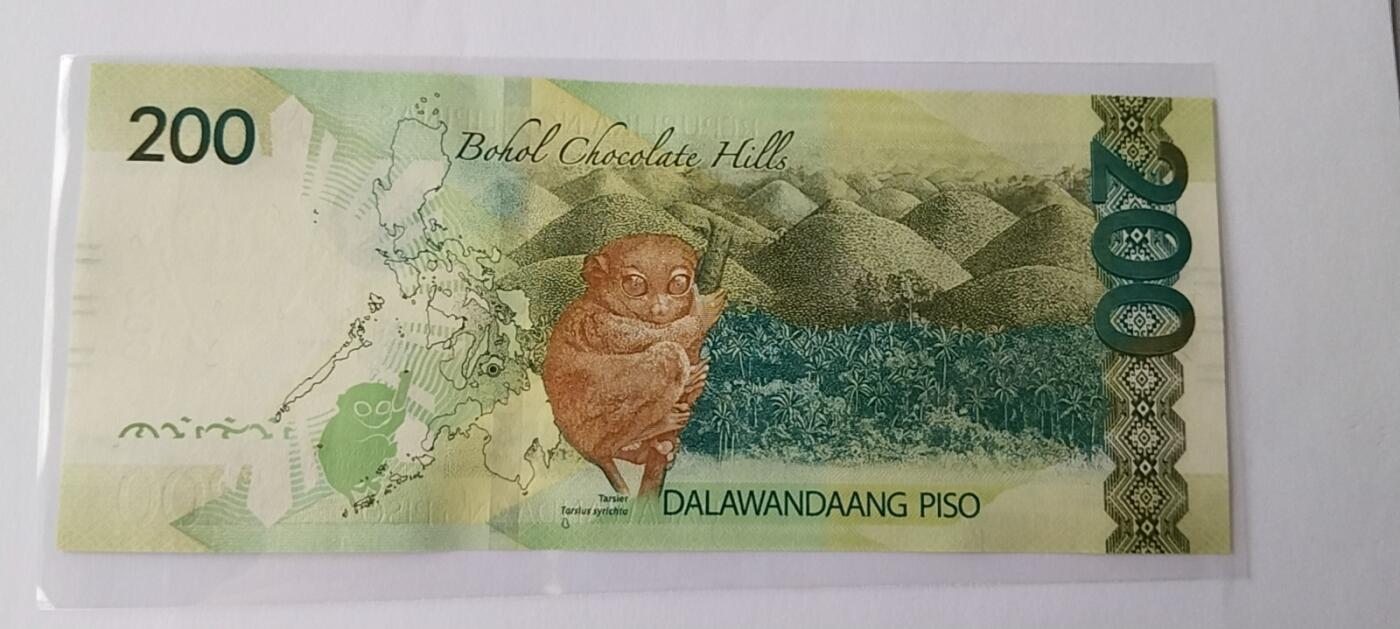 200
Bohol Chocolate Hills
200
ᜉᜒᜎᜒᜉᜒᜈᜓ
Tarsier
Tarsius syrichta
DALAWANDAANG PISO